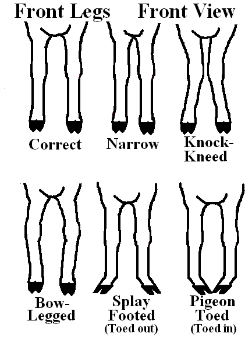 Front Legs Front View
Correct
Narrow
Knock-
Kneed
Bow-
Legged
Splay
Footed
(Toed out)
Pigeon
Toed
(Toed in)